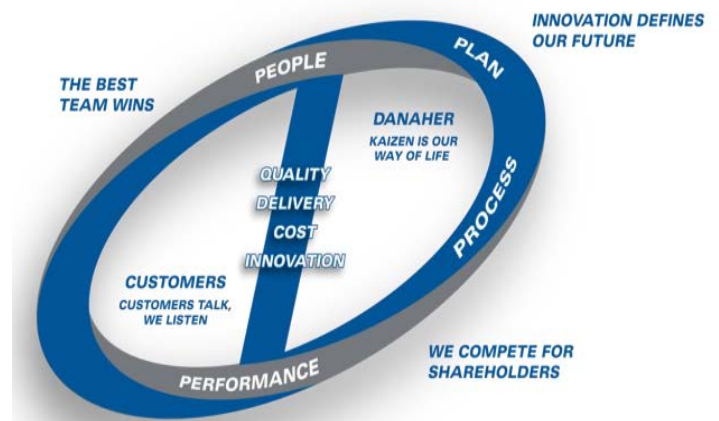 INNOVATION DEFINES
OUR FUTURE
PLAN
PEOPLE
THE BEST
TEAM WINS
DANAHER
KAIZEN IS OUR
WAY OF LIFE
QUALITY
DELIVERY
COST
INNOVATION
PROCESS
CUSTOMERS
CUSTOMERS TALK,
WE LISTEN
WE COMPETE FOR
SHAREHOLDERS
PERFORMANCE